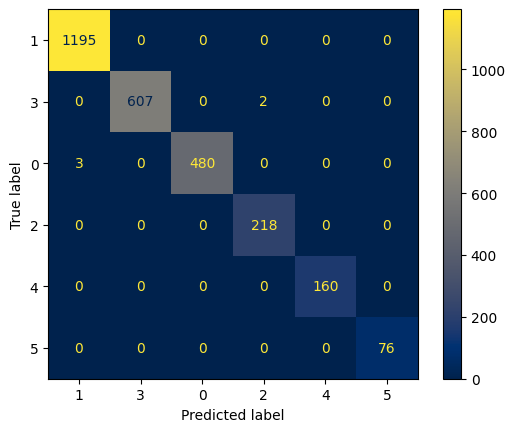 1 1195 0 0 0 0 0
3 0 607 0 2 0 0
0 3 0 480 0 0 0
2 0 0 0 218 0 0
4 0 0 0 0 160 0
5 0 0 0 0 0 76
1 3 0 2 4 5
Predicted label
True label
1000
800
600
400
200
0